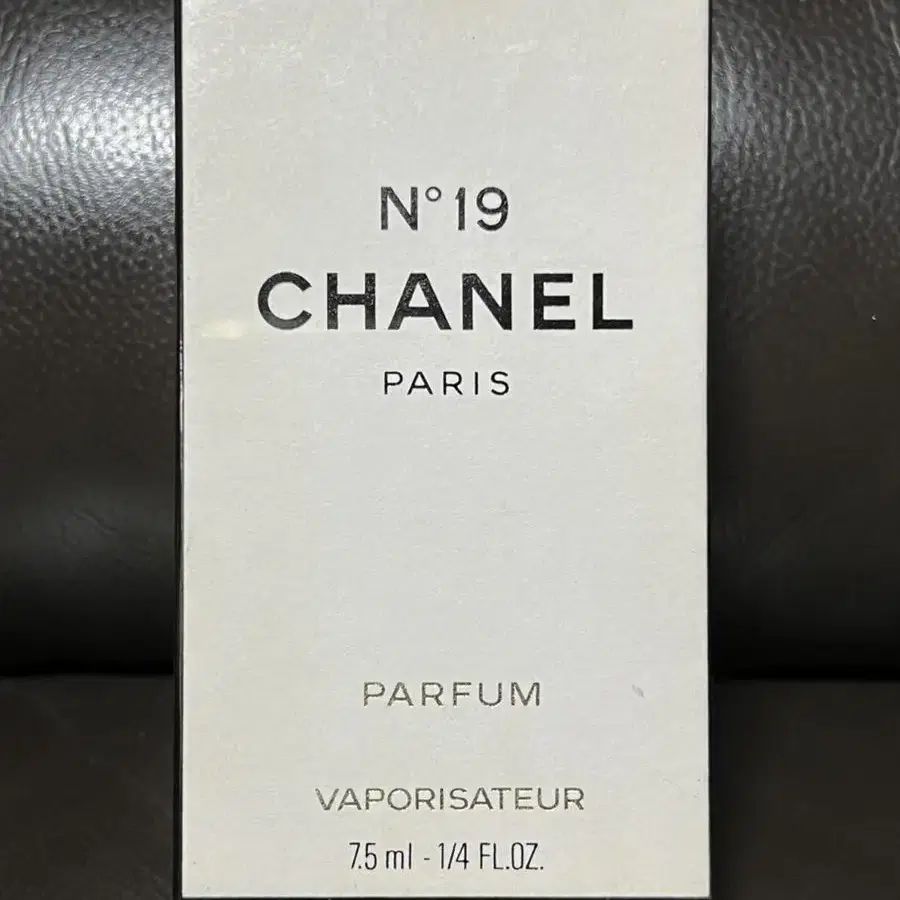 N°19
CHANEL
PARIS
PARFUM
VAPORISATEUR
7.5 ml - 1/4 FL.OZ.